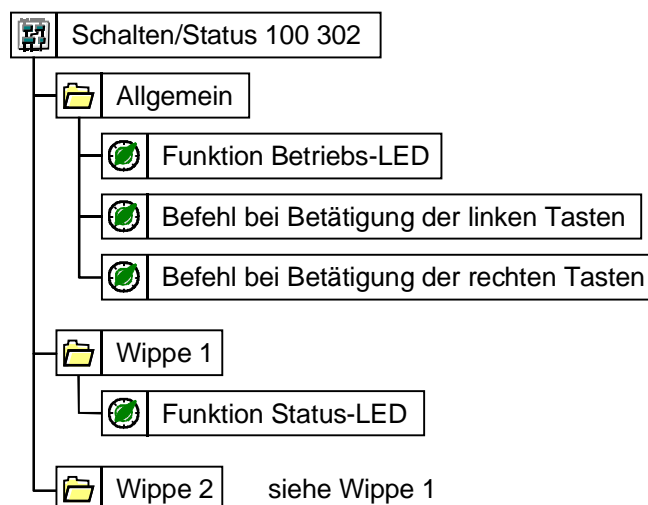 Schalten/Status 100 302
Allgemein
Funktion Betriebs-LED
Befehl bei Betätigung der linken Tasten
Befehl bei Betätigung der rechten Tasten
Wippe 1
Funktion Status-LED
Wippe 2 siehe Wippe 1